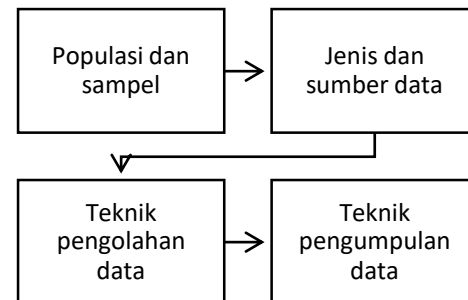 Populasi dan
sampel
Jenis dan
sumber data
Teknik
pengolahan
data
Teknik
pengumpulan
data